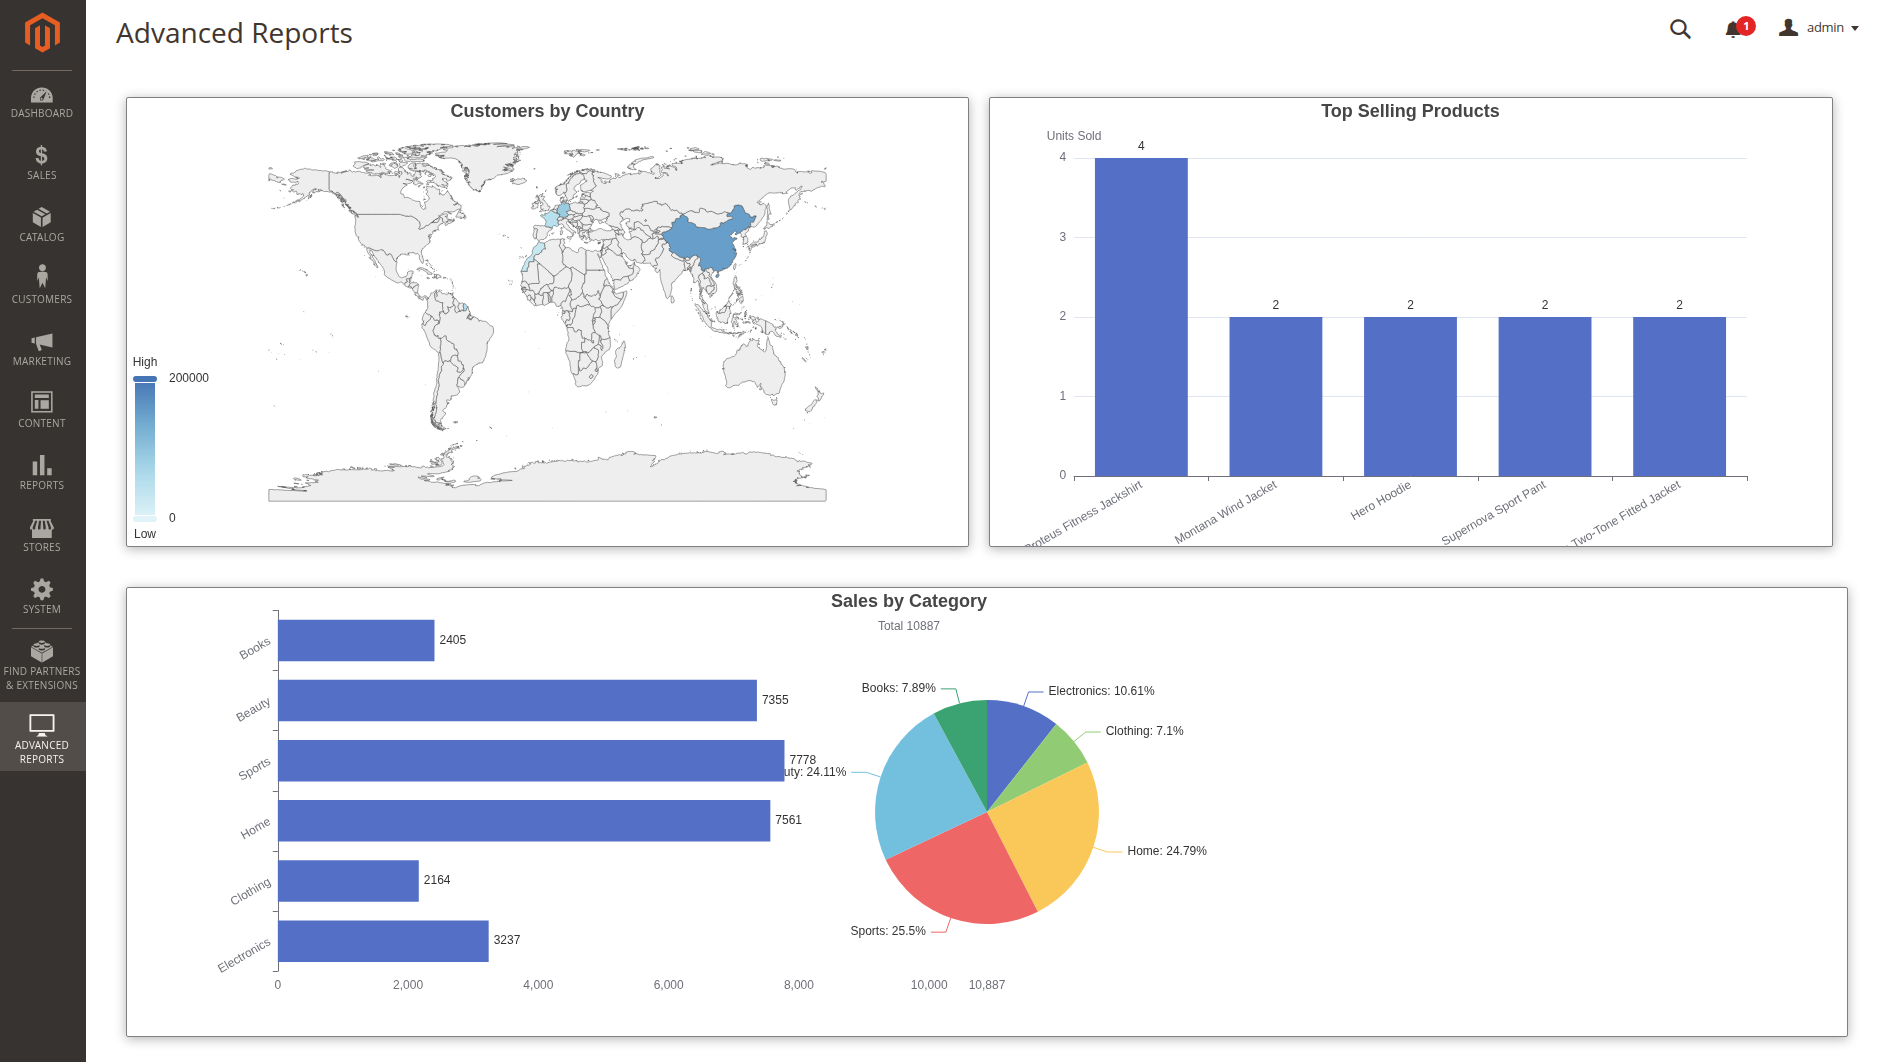 Advanced Reports
1
admin
DASHBOARD
SALES
CATALOG
CUSTOMERS
MARKETING
CONTENT
REPORTS
STORES
SYSTEM
FIND PARTNERS
& EXTENSIONS
ADVANCED
REPORTS
Customers by Country
High
200000
0
Low
Top Selling Products
Units Sold
4
3
2
1
0
4
2
2
2
2
roteus Fitness Jackshirt
Montana Wind Jacket
Hero Hoodie
Supernova Sport Pant
Two-Tone Fitted Jacket
Sales by Category
Total 10887
Books
2405
Beauty
7355
Sports
7778
Home
7561
Clothing
2164
Electronics
3237
0
2,000
4,000
6,000
8,000
10,000
10,887
Books: 7.89%
Electronics: 10.61%
Clothing: 7.1%
uty: 24.11%
Home: 24.79%
Sports: 25.5%